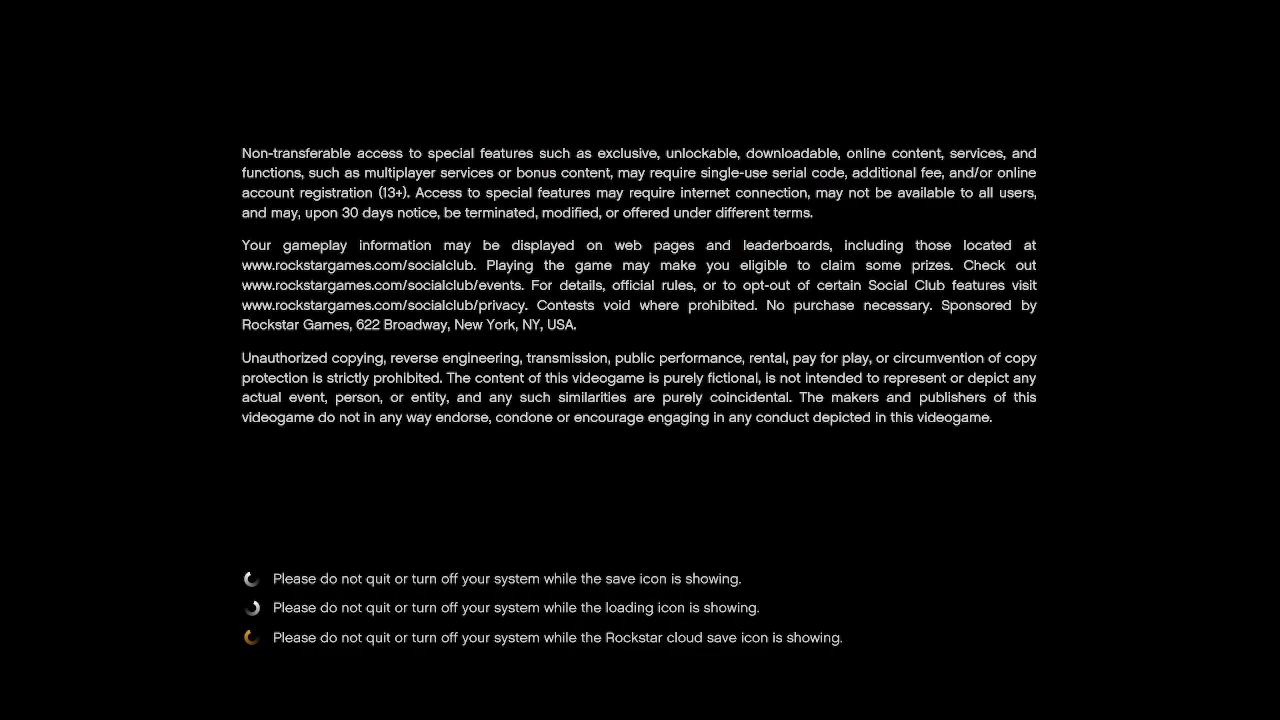 Non-transferable access to special features such as exclusive, unlockable, downloadable, online content, services, and
functions, such as multiplayer services or bonus content, may require single-use serial code, additional fee, and/or online
account registration (13+). Access to special features may require internet connection, may not be available to all users,
and may, upon 30 days notice, be terminated, modified, or offered under different terms.
Your gameplay information may be displayed on web pages and leaderboards, including those located at
www.rockstargames.com/socialclub. Playing the game may make you eligible to claim some prizes. Check out
www.rockstargames.com/socialclub/events. For details, official rules, or to opt-out of certain Social Club features visit
www.rockstargames.com/socialclub/privacy. Contests void where prohibited. No purchase necessary. Sponsored by
Rockstar Games, 622 Broadway, New York, NY, USA.
Unauthorized copying, reverse engineering, transmission, public performance, rental, pay for play, or circumvention of copy
protection is strictly prohibited. The content of this videogame is purely fictional, is not intended to represent or depict any
actual event, person, or entity, and any such similarities are purely coincidental. The makers and publishers of this
videogame do not in any way endorse, condone or encourage engaging in any conduct depicted in this videogame.
Please do not quit or turn off your system while the save icon is showing.
Please do not quit or turn off your system while the loading icon is showing.
Please do not quit or turn off your system while the Rockstar cloud save icon is showing.